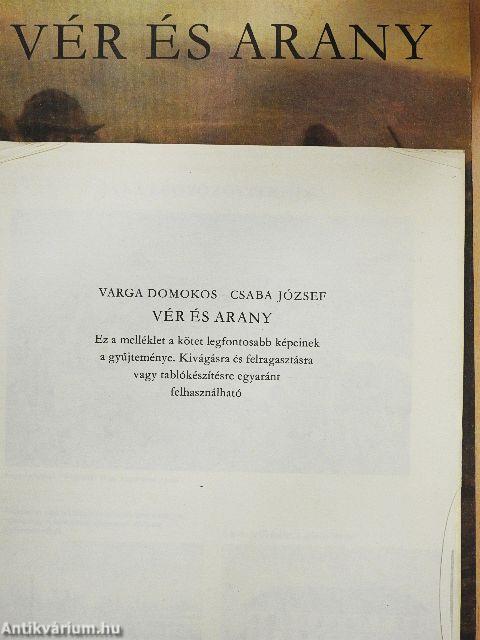 VÉR ÉS ARANY
VARGA DOMOKOS – CSABA JÓZSEF
VÉR ÉS ARANY
Ez a melléklet a kötet legfontosabb képeinek
a gyűjteménye. Kivágásra és felragasztásra
vagy tablókészítésre egyaránt
felhasználható
Antikvárium.hu